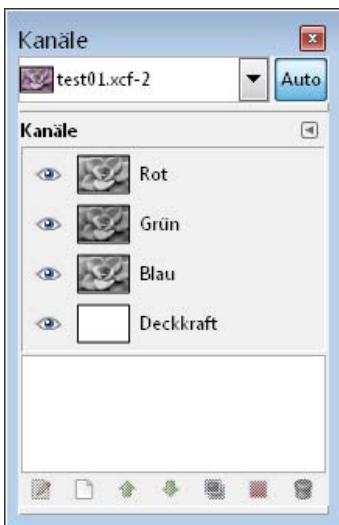 Kanäle
test01.xcf-2 Auto
Kanäle
Rot
Grün
Blau
Deckkraft